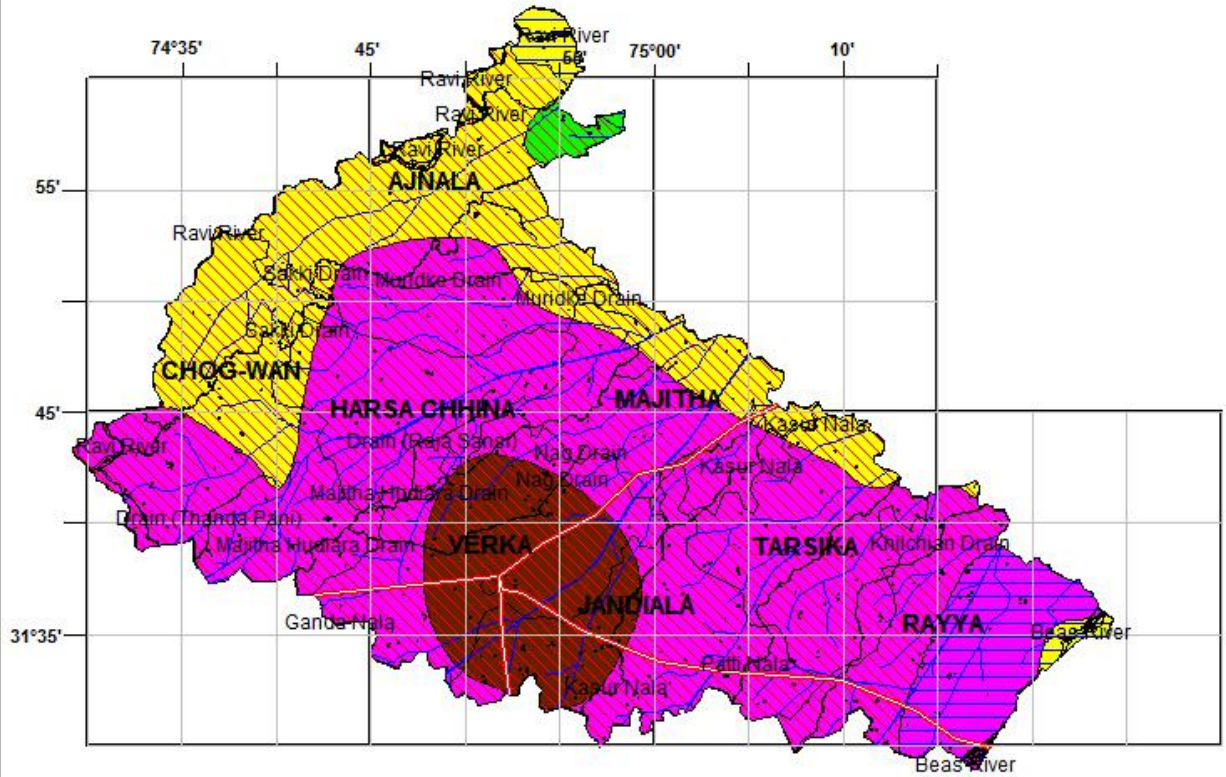 Ravi River
74°35'
45'
75°00'
10'
55'
Ravi River
Ravi River
Ravi River
AJNALA
55'
Ravi River
Sakki Drain
Muridke Drain
Muridke Drain
Sakki Drain
CHOG-WAN
MAJITHA
HARSA CHHINA
45'
Kasur Nala
Ravi River
Drain (Raja Sansi)
Nag Drain
Kasur Nala
Nag Drain
Majitha Hudiara Drain
Drain (Thanda Pani)
Majitha Hudiara Drain
VERKA
TARSIKA
Khichian Drain
JANDIALA
Ganda Nala
RAYYA
31°35'
Beas River
Patti Nala
Kasur Nala
Beas River